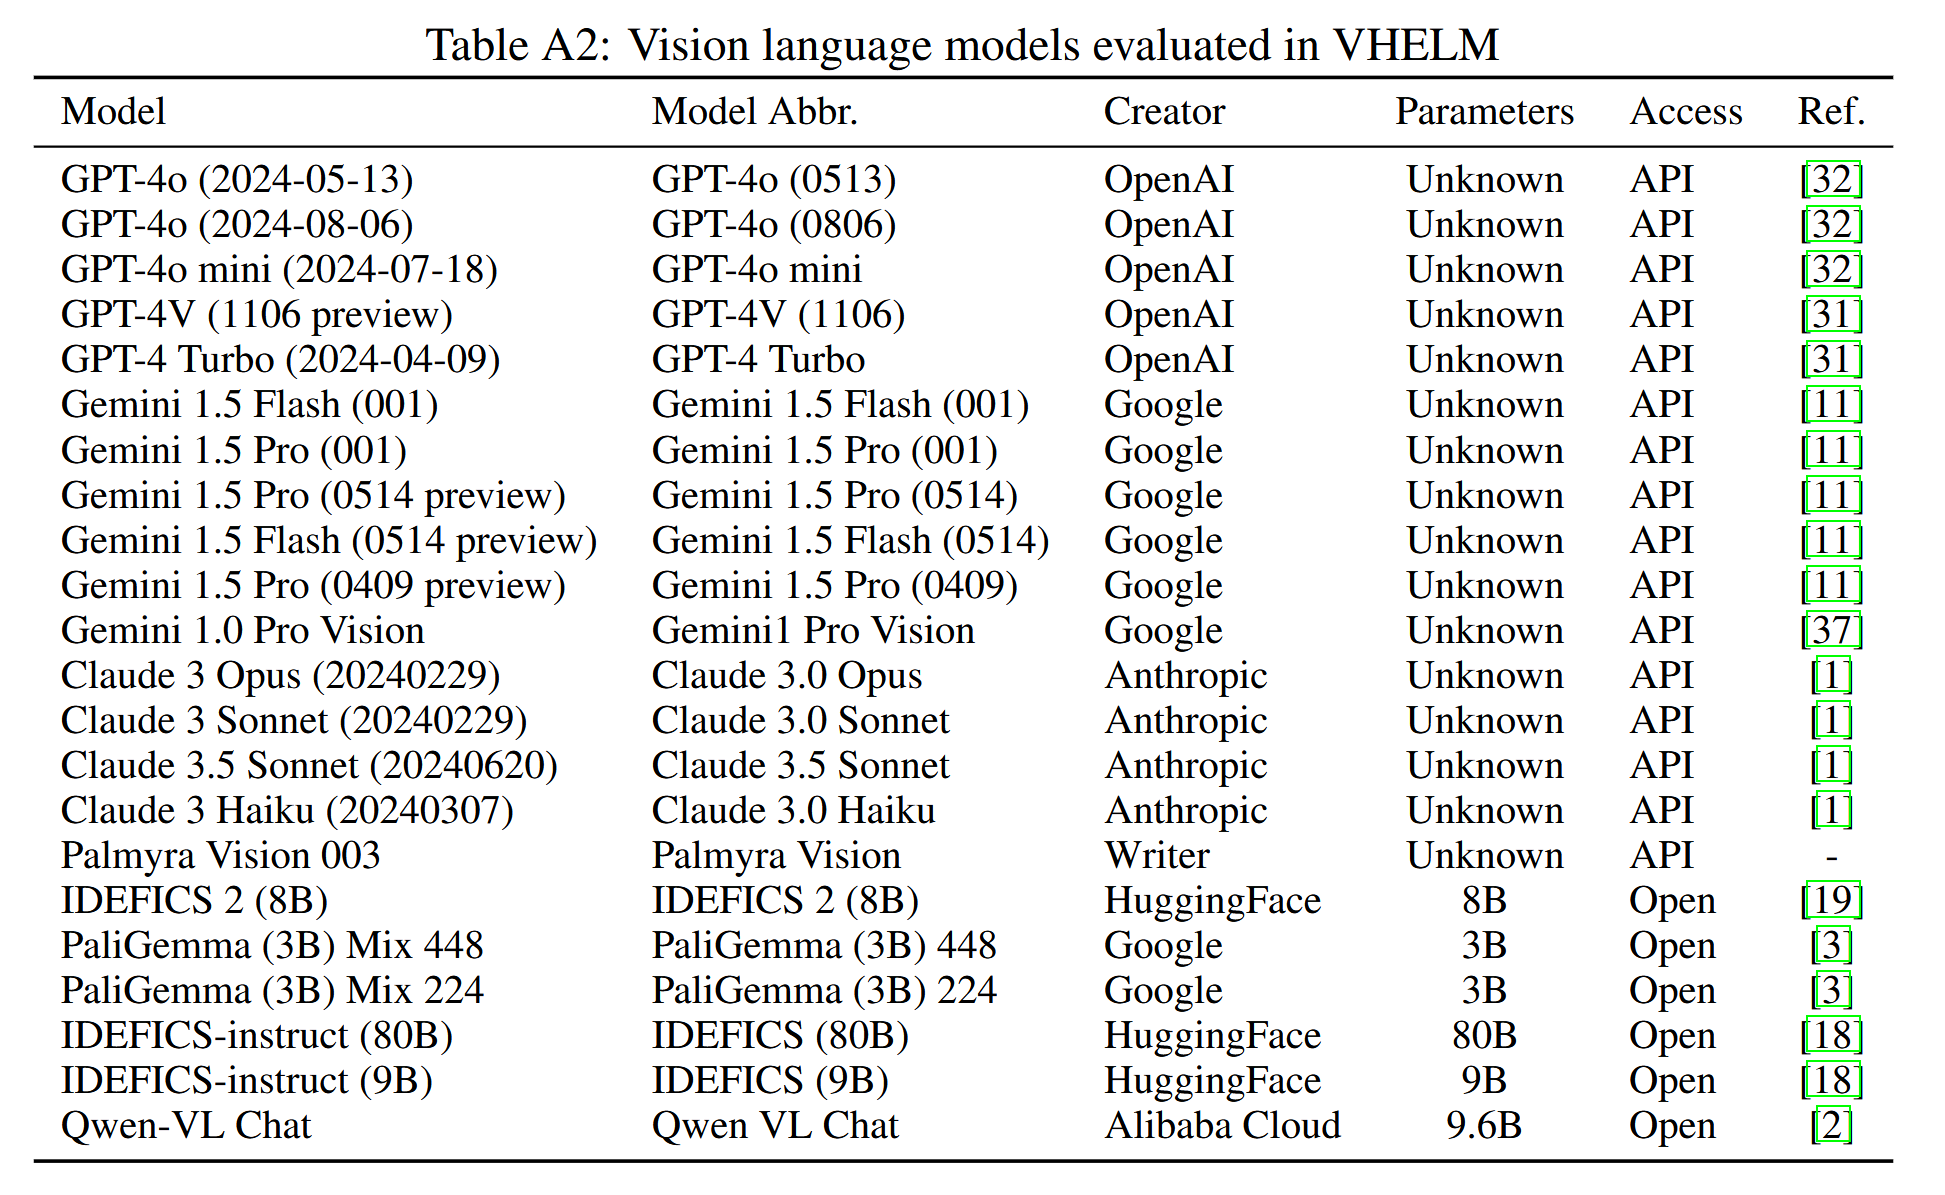 Table A2: Vision language models evaluated in VHELM
Model Model Abbr. Creator Parameters Access Ref.
GPT-4o (2024-05-13) GPT-4o (0513) OpenAI Unknown API [32]
GPT-4o (2024-08-06) GPT-4o (0806) OpenAI Unknown API [32]
GPT-4o mini (2024-07-18) GPT-4o mini OpenAI Unknown API [32]
GPT-4V (1106 preview) GPT-4V (1106) OpenAI Unknown API [31]
GPT-4 Turbo (2024-04-09) GPT-4 Turbo OpenAI Unknown API [31]
Gemini 1.5 Flash (001) Gemini 1.5 Flash (001) Google Unknown API [11]
Gemini 1.5 Pro (001) Gemini 1.5 Pro (001) Google Unknown API [11]
Gemini 1.5 Pro (0514 preview) Gemini 1.5 Pro (0514) Google Unknown API [11]
Gemini 1.5 Flash (0514 preview) Gemini 1.5 Flash (0514) Google Unknown API [11]
Gemini 1.5 Pro (0409 preview) Gemini 1.5 Pro (0409) Google Unknown API [11]
Gemini 1.0 Pro Vision Gemini1 Pro Vision Google Unknown API [37]
Claude 3 Opus (20240229) Claude 3.0 Opus Anthropic Unknown API [1]
Claude 3 Sonnet (20240229) Claude 3.0 Sonnet Anthropic Unknown API [1]
Claude 3.5 Sonnet (20240620) Claude 3.5 Sonnet Anthropic Unknown API [1]
Claude 3 Haiku (20240307) Claude 3.0 Haiku Anthropic Unknown API [1]
Palmyra Vision 003 Palmyra Vision Writer Unknown API -
IDEFICS 2 (8B) IDEFICS 2 (8B) HuggingFace 8B Open [19]
PaliGemma (3B) Mix 448 PaliGemma (3B) 448 Google 3B Open [3]
PaliGemma (3B) Mix 224 PaliGemma (3B) 224 Google 3B Open [3]
IDEFICS-instruct (80B) IDEFICS (80B) HuggingFace 80B Open [18]
IDEFICS-instruct (9B) IDEFICS (9B) HuggingFace 9B Open [18]
Qwen-VL Chat Qwen VL Chat Alibaba Cloud 9.6B Open [2]